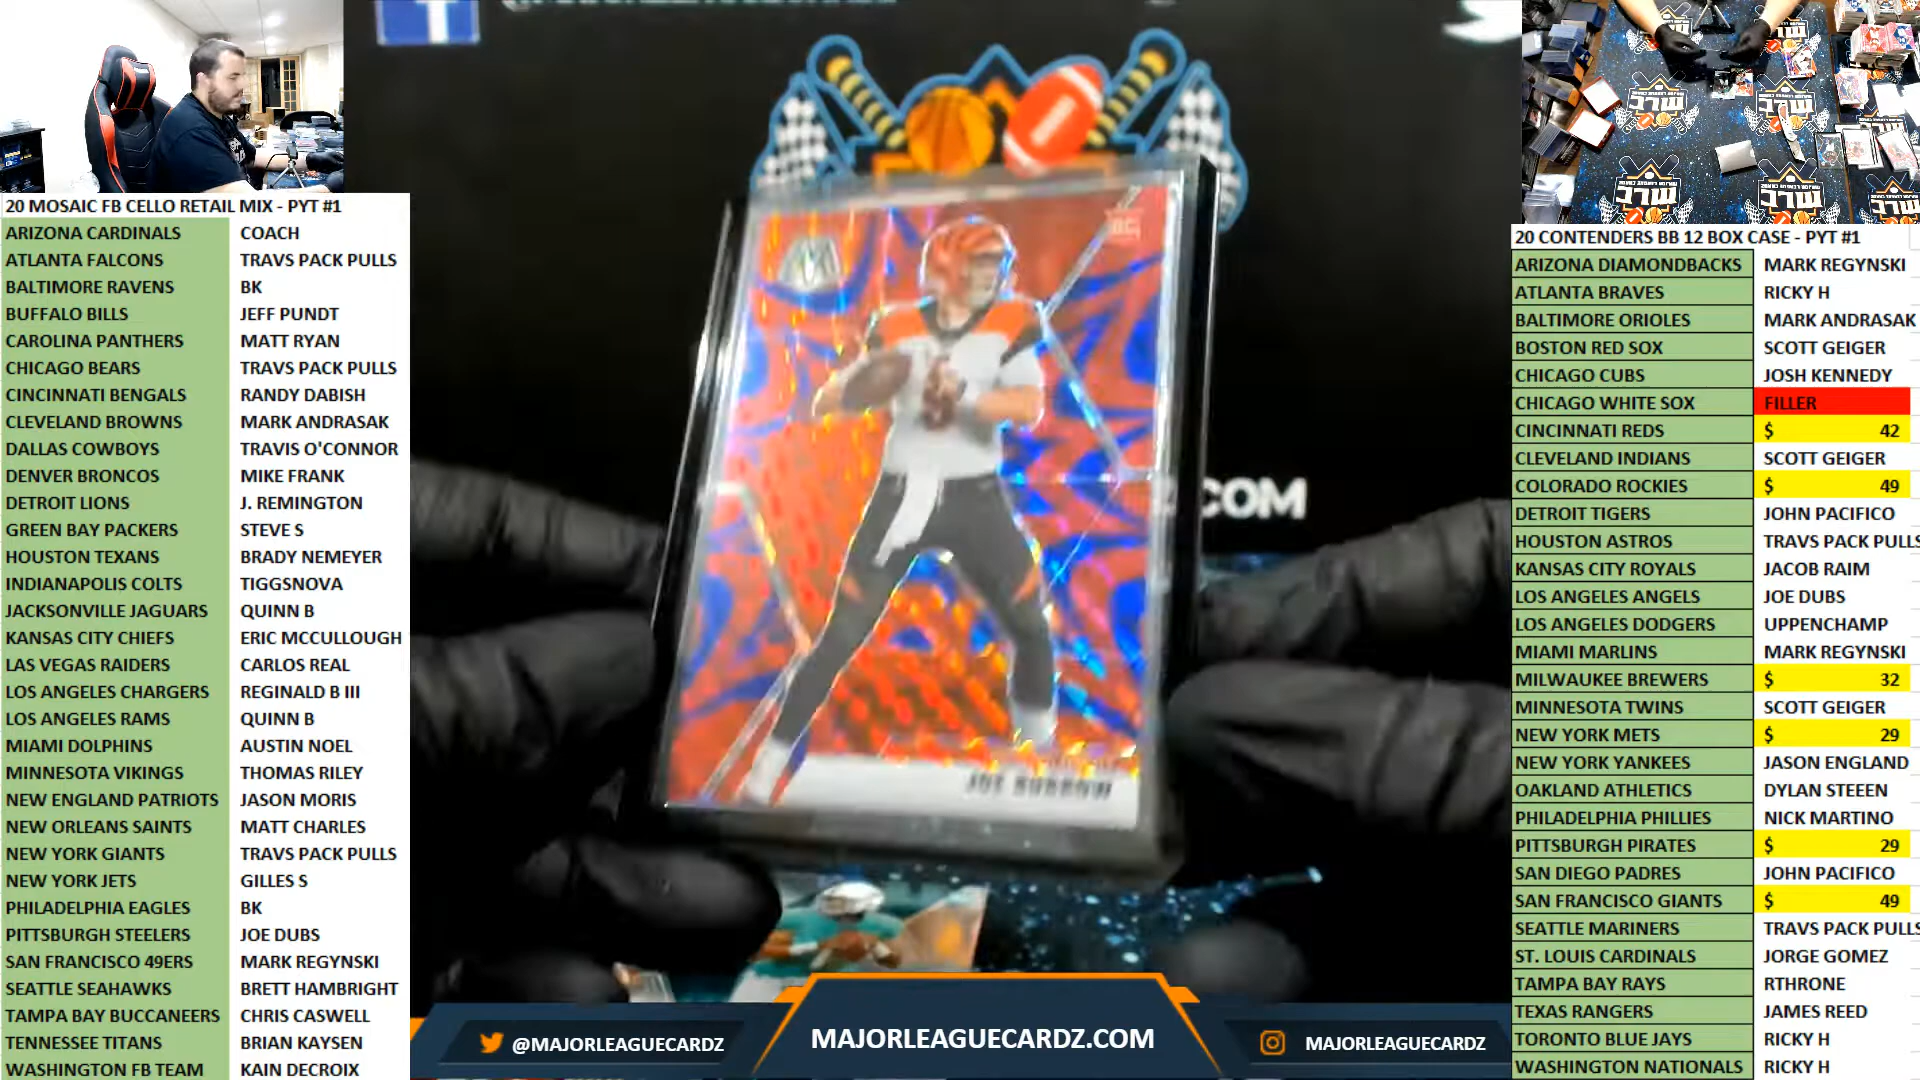 20 MOSAIC FB CELLO RETAIL MIX - PYT #1
ARIZONA CARDINALS COACH
ATLANTA FALCONS TRAVS PACK PULLS
BALTIMORE RAVENS BK
BUFFALO BILLS JEFF PUNDT
CAROLINA PANTHERS MATT RYAN
CHICAGO BEARS TRAVS PACK PULLS
CINCINNATI BENGALS RANDY DABISH
CLEVELAND BROWNS MARK ANDRASAK
DALLAS COWBOYS TRAVIS O'CONNOR
DENVER BRONCOS MIKE FRANK
DETROIT LIONS J. REMINGTON
GREEN BAY PACKERS STEVE S
HOUSTON TEXANS BRADY NEMEYER
INDIANAPOLIS COLTS TIGGSNOVA
JACKSONVILLE JAGUARS QUINN B
KANSAS CITY CHIEFS ERIC MCCULLOUGH
LAS VEGAS RAIDERS CARLOS REAL
LOS ANGELES CHARGERS REGINALD B III
LOS ANGELES RAMS QUINN B
MIAMI DOLPHINS AUSTIN NOEL
MINNESOTA VIKINGS THOMAS RILEY
NEW ENGLAND PATRIOTS JASON MORIS
NEW ORLEANS SAINTS MATT CHARLES
NEW YORK GIANTS TRAVS PACK PULLS
NEW YORK JETS GILLES S
PHILADELPHIA EAGLES BK
PITTSBURGH STEELERS JOE DUBS
SAN FRANCISCO 49ERS MARK REGYNSKI
SEATTLE SEAHAWKS BRETT HAMBRIGHT
TAMPA BAY BUCCANEERS CHRIS CASWELL
TENNESSEE TITANS BRIAN KAYSEN
WASHINGTON FB TEAM KAIN DECROIX
RC
9
JOE BURROW
.COM
@MAJORLEAGUECARDZ
MAJORLEAGUECARDZ.COM
MAJORLEAGUECARDZ
20 CONTENDERS BB 12 BOX CASE - PYT #1
ARIZONA DIAMONDBACKS MARK REGYNSKI
ATLANTA BRAVES RICKY H
BALTIMORE ORIOLES MARK ANDRASAK
BOSTON RED SOX SCOTT GEIGER
CHICAGO CUBS JOSH KENNEDY
CHICAGO WHITE SOX FILLER
CINCINNATI REDS $ 42
CLEVELAND INDIANS SCOTT GEIGER
COLORADO ROCKIES $ 49
DETROIT TIGERS JOHN PACIFICO
HOUSTON ASTROS TRAVS PACK PULLS
KANSAS CITY ROYALS JACOB RAIM
LOS ANGELES ANGELS JOE DUBS
LOS ANGELES DODGERS UPPENCHAMP
MIAMI MARLINS MARK REGYNSKI
MILWAUKEE BREWERS $ 32
MINNESOTA TWINS SCOTT GEIGER
NEW YORK METS $ 29
NEW YORK YANKEES JASON ENGLAND
OAKLAND ATHLETICS DYLAN STEEEN
PHILADELPHIA PHILLIES NICK MARTINO
PITTSBURGH PIRATES $ 29
SAN DIEGO PADRES JOHN PACIFICO
SAN FRANCISCO GIANTS $ 49
SEATTLE MARINERS TRAVS PACK PULLS
ST. LOUIS CARDINALS JORGE GOMEZ
TAMPA BAY RAYS RTHRONE
TEXAS RANGERS JAMES REED
TORONTO BLUE JAYS RICKY H
WASHINGTON NATIONALS RICKY H